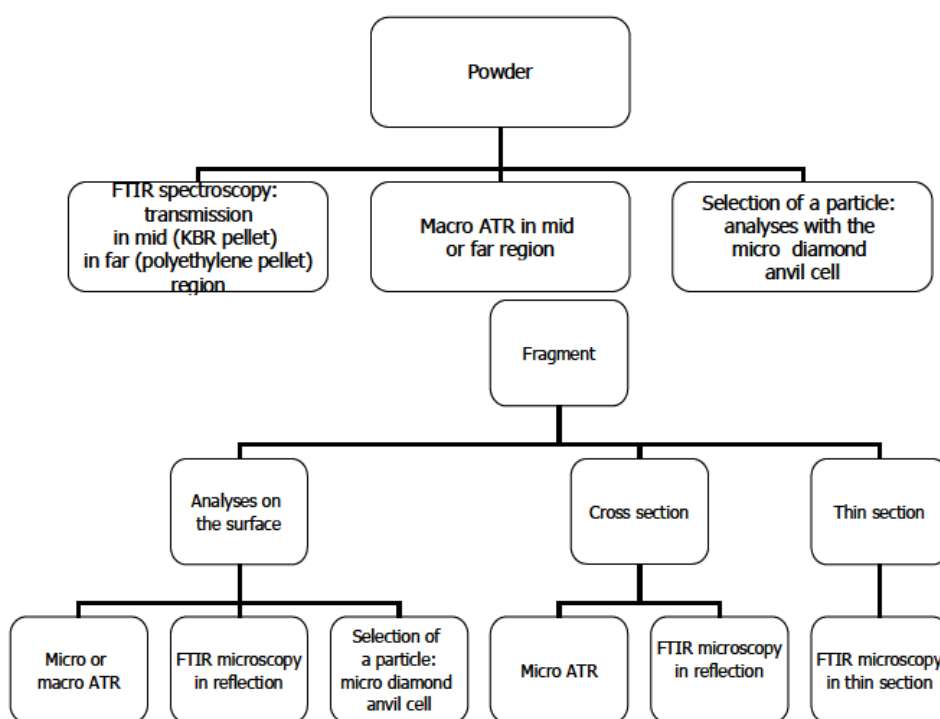 Powder
FTIR spectroscopy:
transmission
in mid (KBR pellet)
in far (polyethylene pellet)
region
Macro ATR in mid
or far region
Selection of a particle:
analyses with the
micro diamond
anvil cell
Fragment
Analyses on
the surface
Cross section
Thin section
Micro or
macro ATR
FTIR microscopy
in reflection
Selection of
a particle:
micro diamond
anvil cell
Micro ATR
FTIR microscopy
in reflection
FTIR microscopy
in thin section